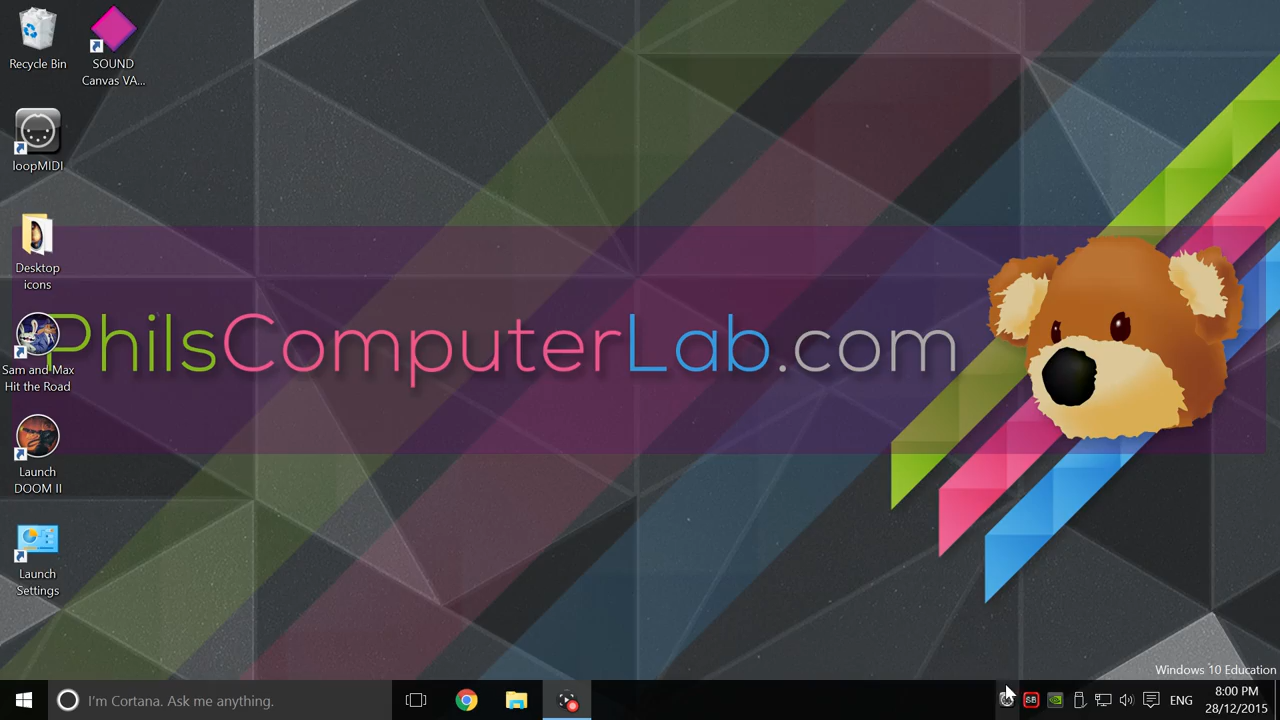 Recycle Bin
SOUND
Canvas VA...
loopMIDI
Desktop
icons
Sam and Max
Hit the Road
Launch
DOOM II
Launch
Settings
PhilsComputerLab.com
Windows 10 Education
I'm Cortana. Ask me anything.
SB
ENG
8:00 PM
28/12/2015